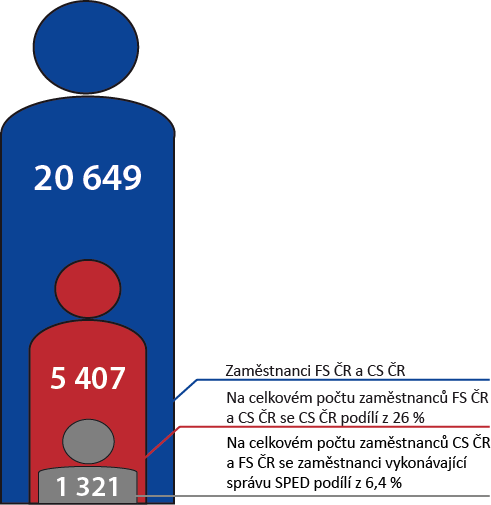 20 649
5 407
1 321
Zaměstnanci FS ČR a CS ČR
Na celkovém počtu zaměstnanců FS ČR
a CS ČR se CS ČR podílí z 26 %
Na celkovém počtu zaměstnanců CS ČR
a FS ČR se zaměstnanci vykonávající
správu SPED podílí z 6,4 %